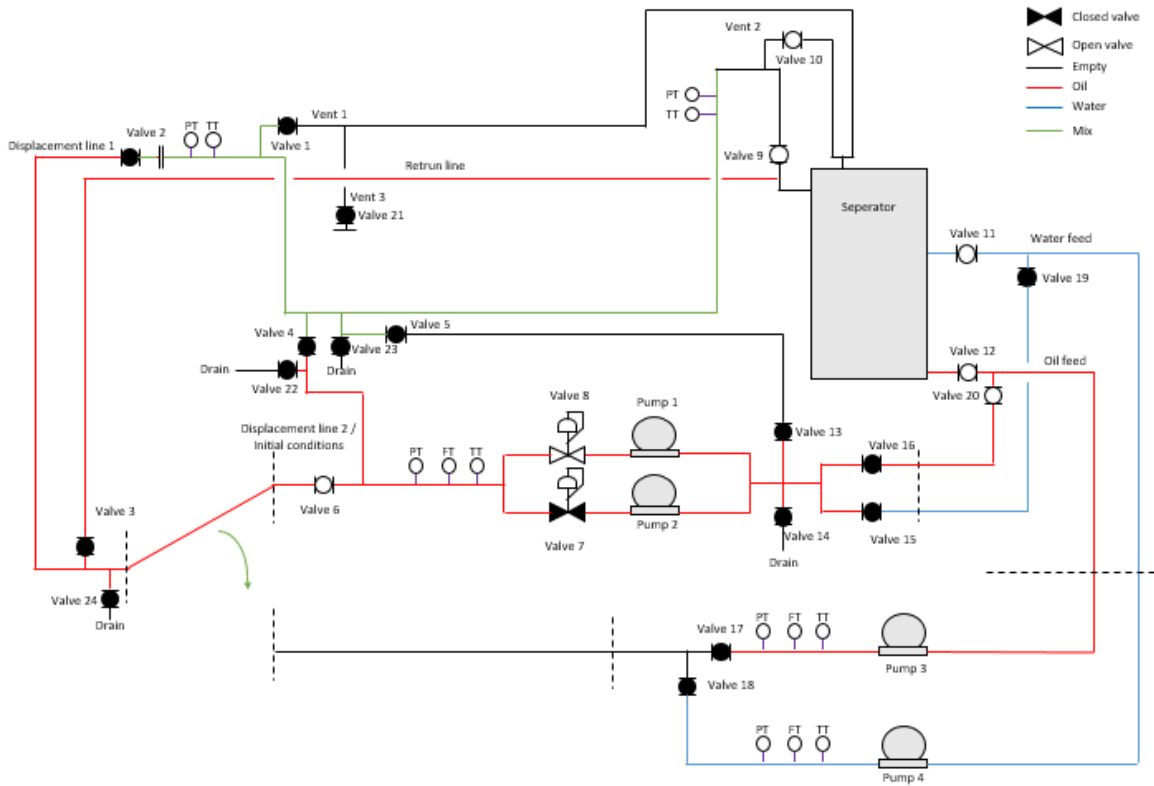 Closed valve
Vent 2
Open valve
Valve 10
Empty
PT
Oil
TT
Water
Vent 1
Mix
Valve 2
PT
TT
Displacement line 1
Valve 1
Valve 9
Retrun line
Vent 3
Valve 21
Seperator
Valve 11
Water feed
Valve 19
Valve 4
Valve 5
Valve 23
Drain
Drain
Valve 22
Valve 12
Oil feed
Valve 20
Valve 8
Pump 1
Displacement line 2 /
Initial conditions
Valve 13
Valve 16
PT
FT
TT
Valve 6
Pump 2
Valve 7
Valve 14
Valve 15
Drain
Valve 3
Valve 24
Drain
Valve 17
PT
FT
TT
Pump 3
Valve 18
PT
FT
TT
Pump 4